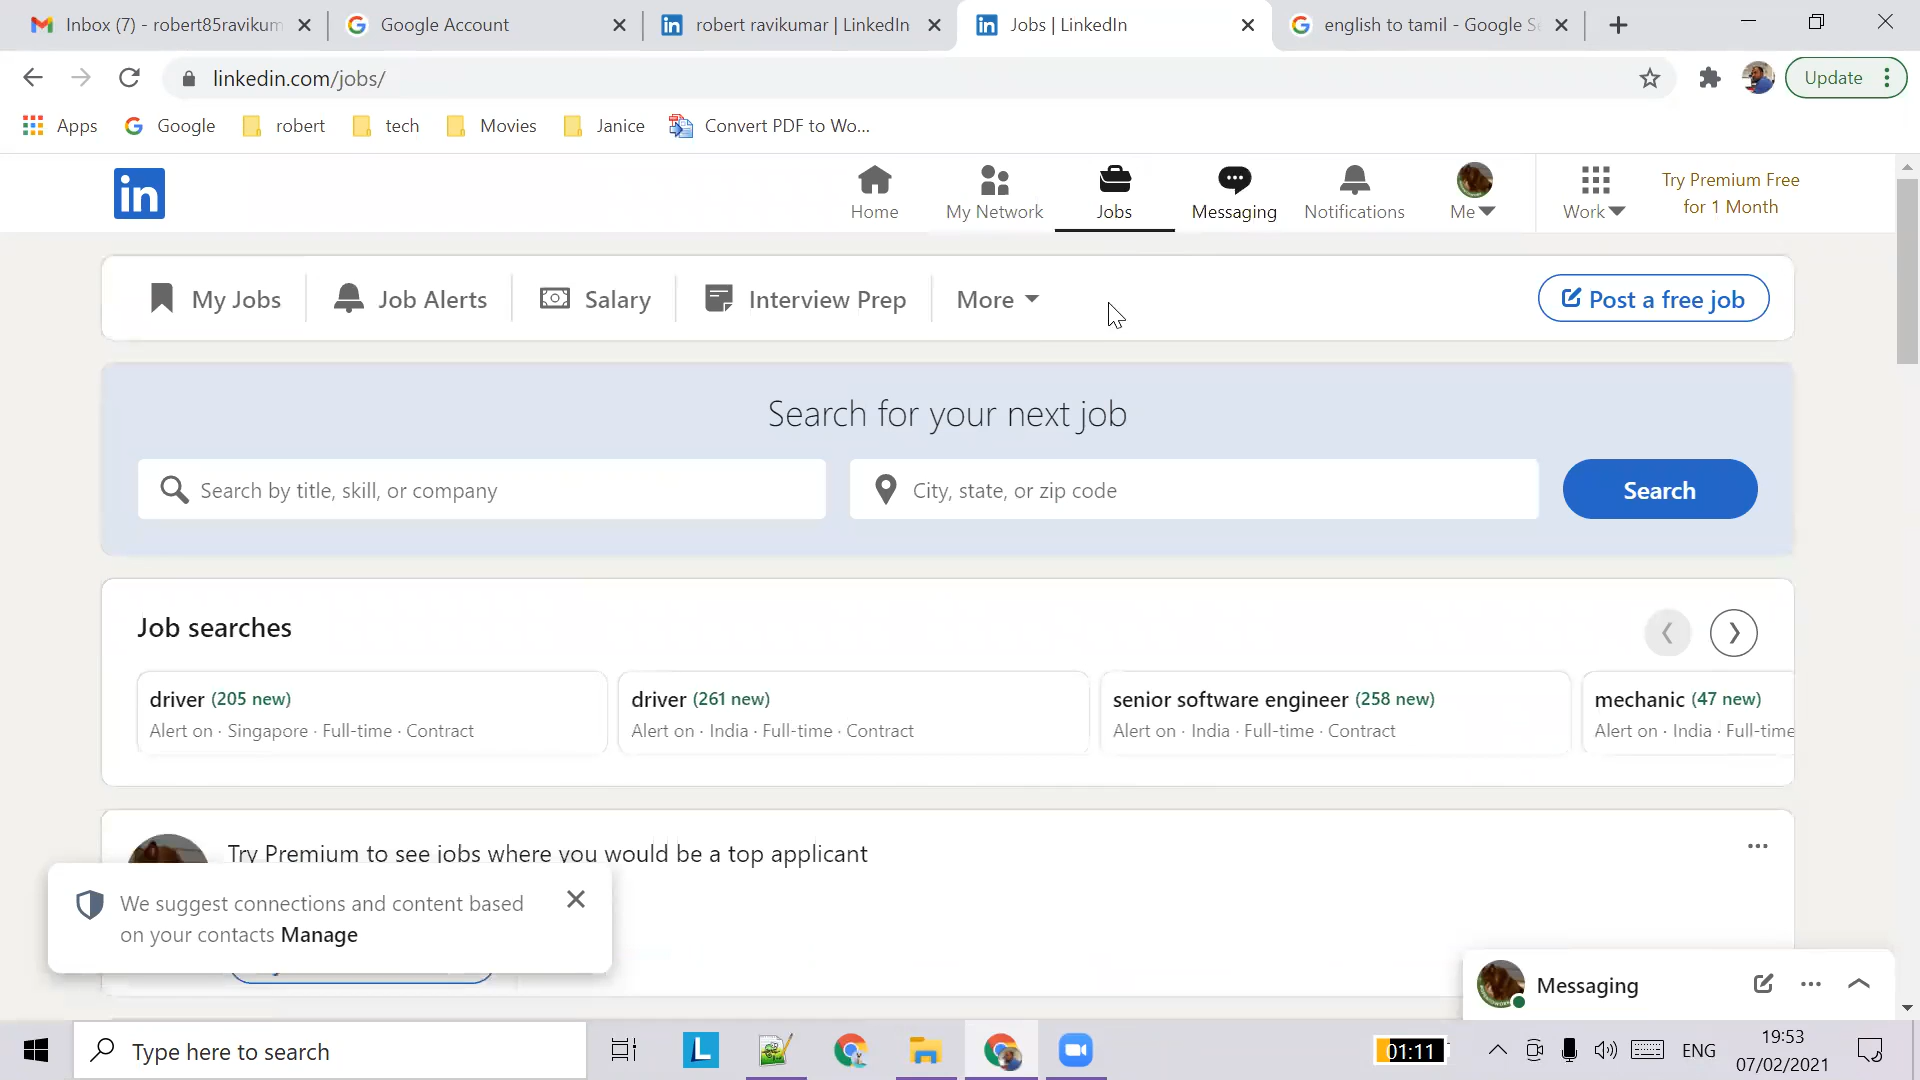 Inbox (7) - robert85ravikum
Google Account
robert ravikumar | LinkedIn
Jobs | LinkedIn
english to tamil - Google Se
linkedin.com/jobs/
Update
Apps
Google
robert
tech
Movies
Janice
Convert PDF to Wo...
in
Home
My Network
Jobs
Messaging
Notifications
Me
Work
Try Premium Free
for 1 Month
My Jobs
Job Alerts
Salary
Interview Prep
More
Post a free job
Search for your next job
Search by title, skill, or company
City, state, or zip code
Search
Job searches
driver (205 new)
Alert on · Singapore · Full-time · Contract
driver (261 new)
Alert on · India · Full-time · Contract
senior software engineer (258 new)
Alert on · India · Full-time · Contract
mechanic (47 new)
Alert on · India · Full-time
Try Premium to see jobs where you would be a top applicant
We suggest connections and content based
on your contacts Manage
Messaging
Type here to search
L
01:11
ENG
19:53
07/02/2021